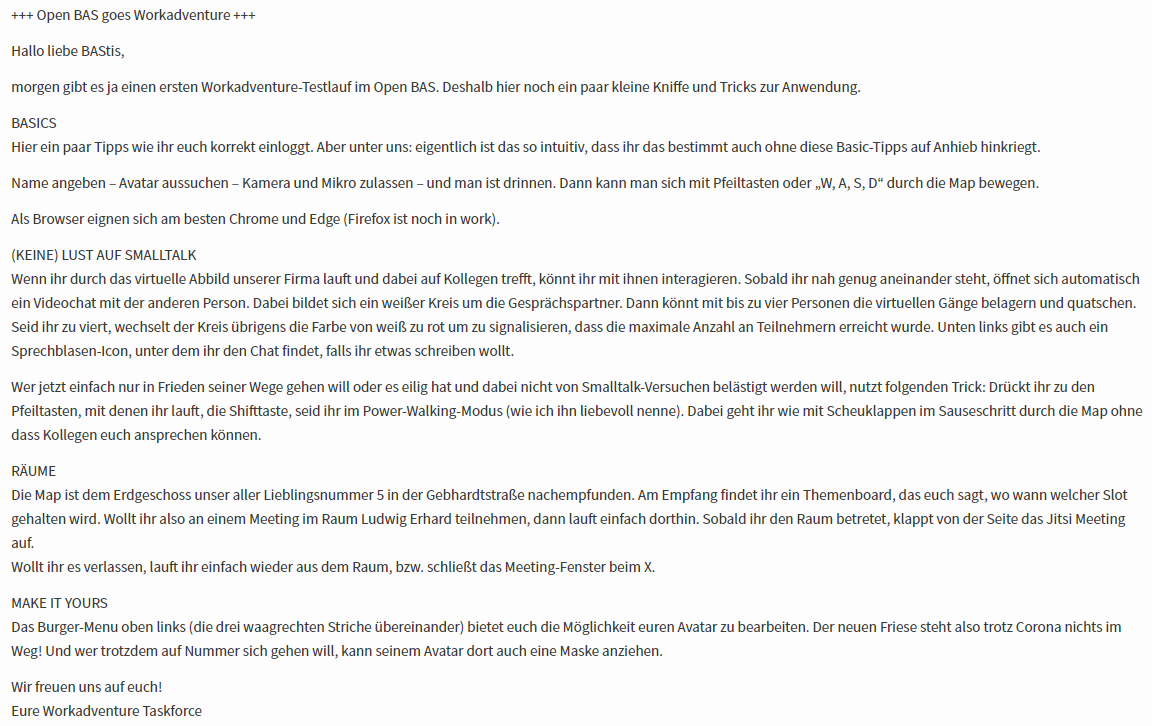 +++ Open BAS goes Workadventure +++
Hallo liebe BAStis,
morgen gibt es ja einen ersten Workadventure-Testlauf im Open BAS. Deshalb hier noch ein paar kleine Kniffe und Tricks zur Anwendung.
BASICS
Hier ein paar Tipps wie ihr euch korrekt einloggt. Aber unter uns: eigentlich ist das so intuitiv, dass ihr das bestimmt auch ohne diese Basic-Tipps auf Anhieb hinkriegt.
Name angeben – Avatar aussuchen – Kamera und Mikro zulassen – und man ist drinnen. Dann kann man sich mit Pfeiltasten oder „W, A, S, D“ durch die Map bewegen.
Als Browser eignen sich am besten Chrome und Edge (Firefox ist noch in work).
(KEINE) LUST AUF SMALLTALK
Wenn ihr durch das virtuelle Abbild unserer Firma lauft und dabei auf Kollegen trefft, könnt ihr mit ihnen interagieren. Sobald ihr nah genug aneinander steht, öffnet sich automatisch
ein Videochat mit der anderen Person. Dabei bildet sich ein weißer Kreis um die Gesprächspartner. Dann könnt mit bis zu vier Personen die virtuellen Gänge belagern und quatschen.
Seid ihr zu viert, wechselt der Kreis übrigens die Farbe von weiß zu rot um zu signalisieren, dass die maximale Anzahl an Teilnehmern erreicht wurde. Unten links gibt es auch ein
Sprechblasen-Icon, unter dem ihr den Chat findet, falls ihr etwas schreiben wollt.
Wer jetzt einfach nur in Frieden seiner Wege gehen will oder es eilig hat und dabei nicht von Smalltalk-Versuchen belästigt werden will, nutzt folgenden Trick: Drückt ihr zu den
Pfeiltasten, mit denen ihr lauft, die Shifttaste, seid ihr im Power-Walking-Modus (wie ich ihn liebevoll nenne). Dabei geht ihr wie mit Scheuklappen im Sauseschritt durch die Map ohne
dass Kollegen euch ansprechen können.
RÄUME
Die Map ist dem Erdgeschoss unser aller Lieblingsnummer 5 in der Gebhardtstraße nachempfunden. Am Empfang findet ihr ein Themenboard, das euch sagt, wo wann welcher Slot
gehalten wird. Wollt ihr also an einem Meeting im Raum Ludwig Erhard teilnehmen, dann lauft einfach dorthin. Sobald ihr den Raum betretet, klappt von der Seite das Jitsi Meeting
auf.
Wollt ihr es verlassen, lauft ihr einfach wieder aus dem Raum, bzw. schließt das Meeting-Fenster beim X.
MAKE IT YOURS
Das Burger-Menu oben links (die drei waagrechten Striche übereinander) bietet euch die Möglichkeit euren Avatar zu bearbeiten. Der neuen Friese steht also trotz Corona nichts im
Weg! Und wer trotzdem auf Nummer sich gehen will, kann seinem Avatar dort auch eine Maske anziehen.
Wir freuen uns auf euch!
Eure Workadventure Taskforce